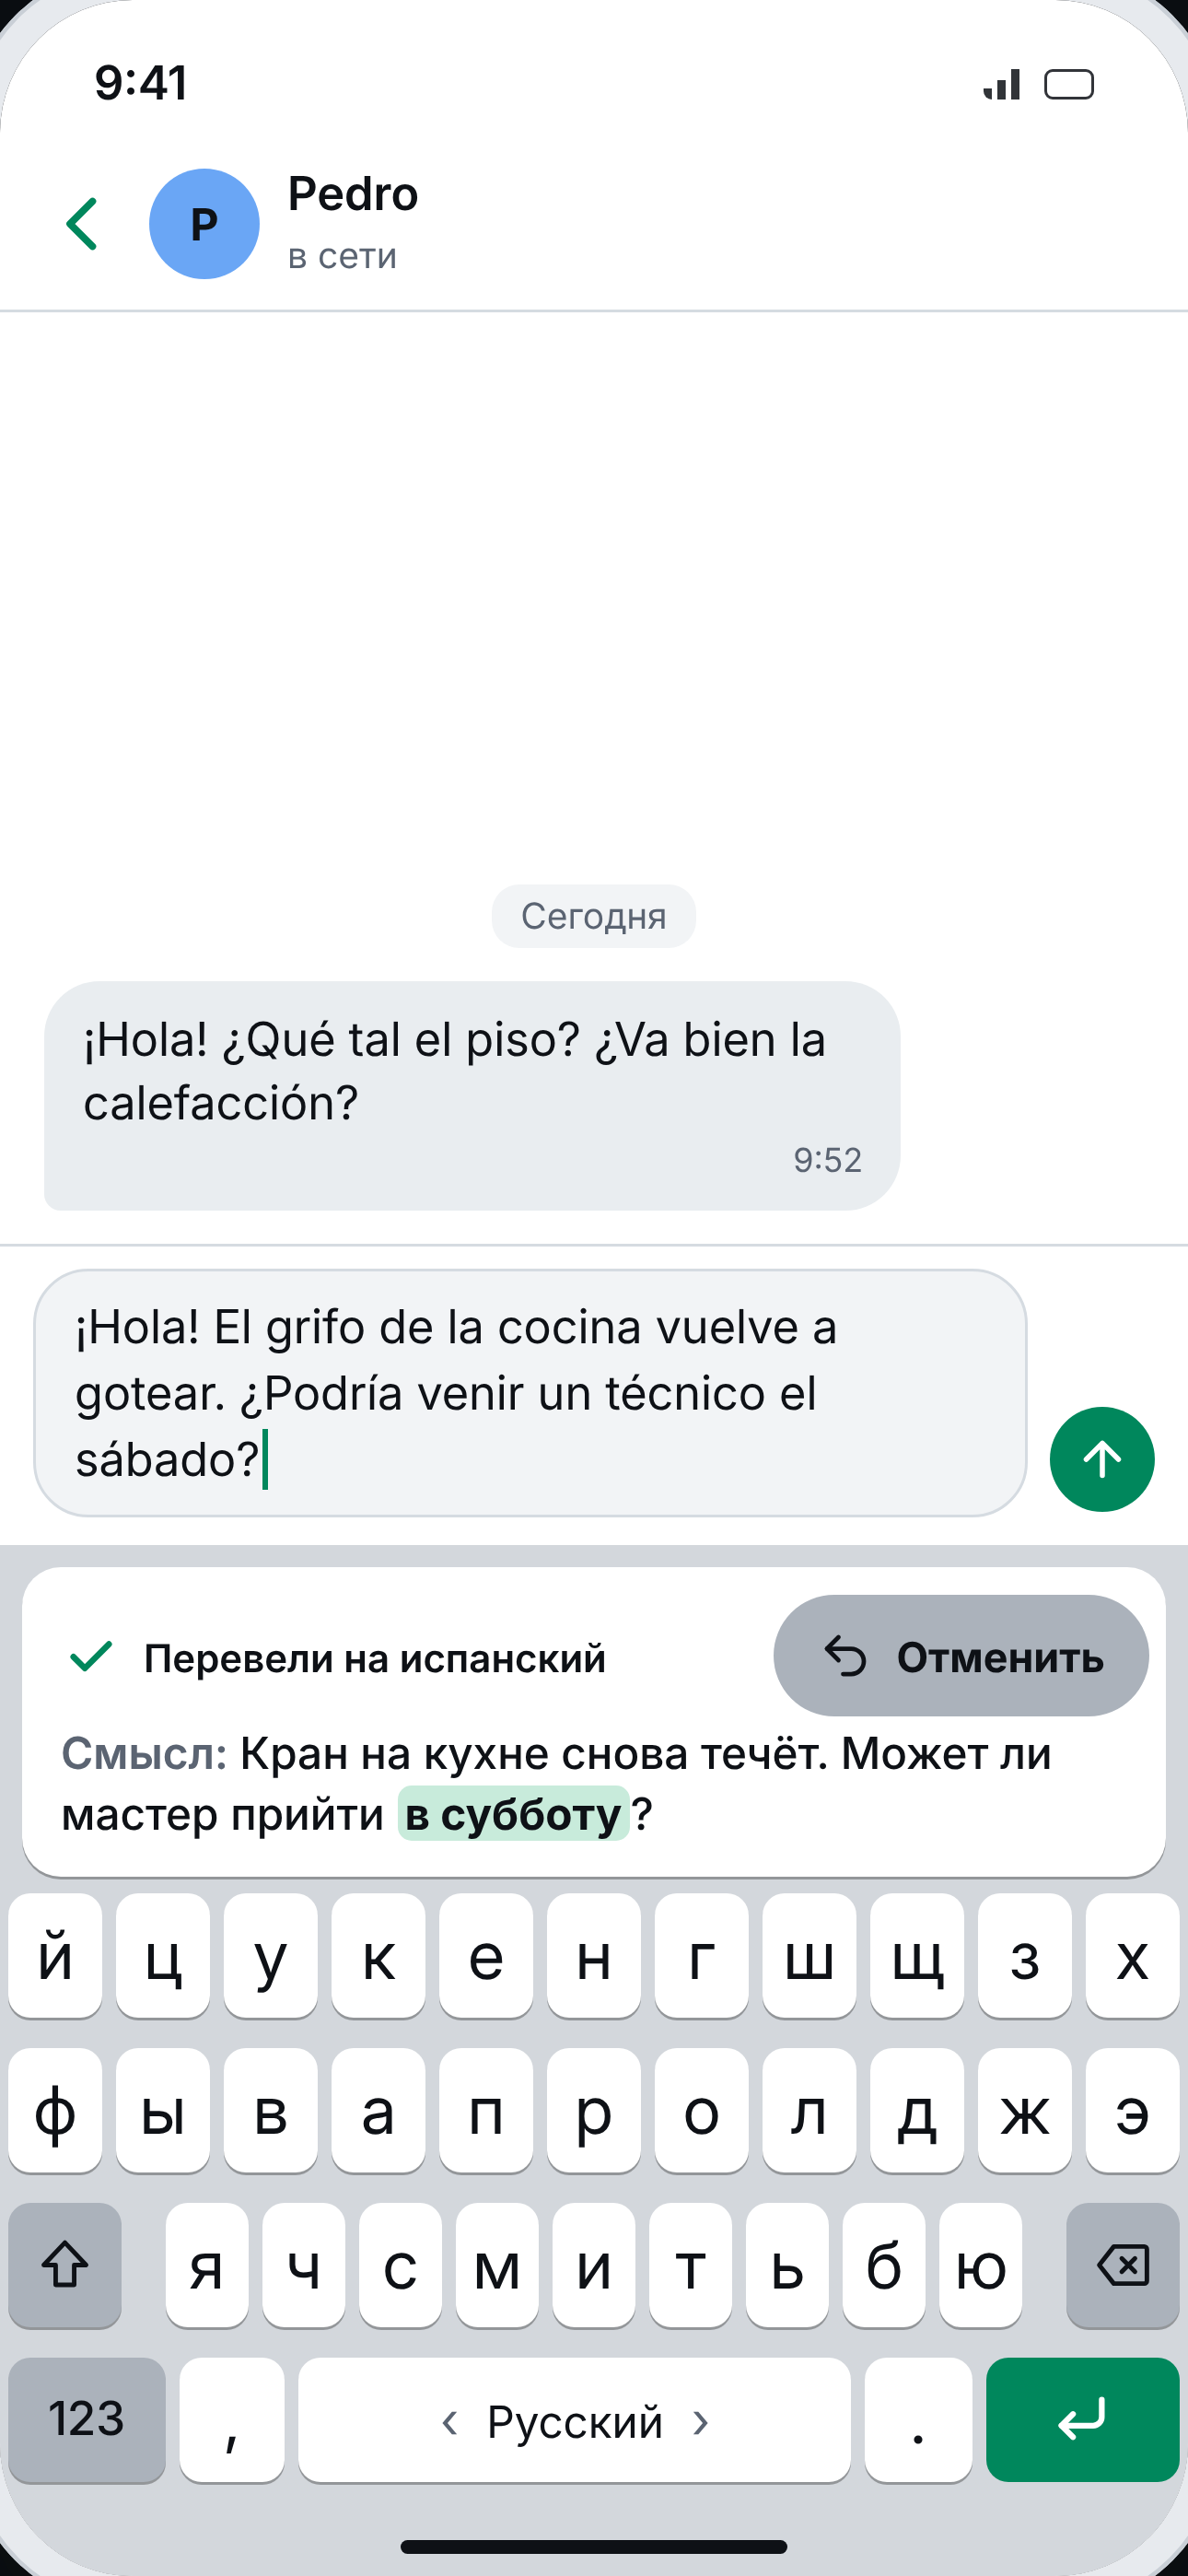 9:41
P
Pedro
в сети
Сегодня
¡Hola! ¿Qué tal el piso? ¿Va bien la
calefacción?
9:52
¡Hola! El grifo de la cocina vuelve a
gotear. ¿Podría venir un técnico el
sábado?
Перевели на испанский
Отменить
Смысл: Кран на кухне снова течёт. Может ли
мастер прийти в субботу?
й ц у к е н г ш щ з х
ф ы в а п р о л д ж э
я ч с м и т ь б ю
123 , ‹ Русский › .